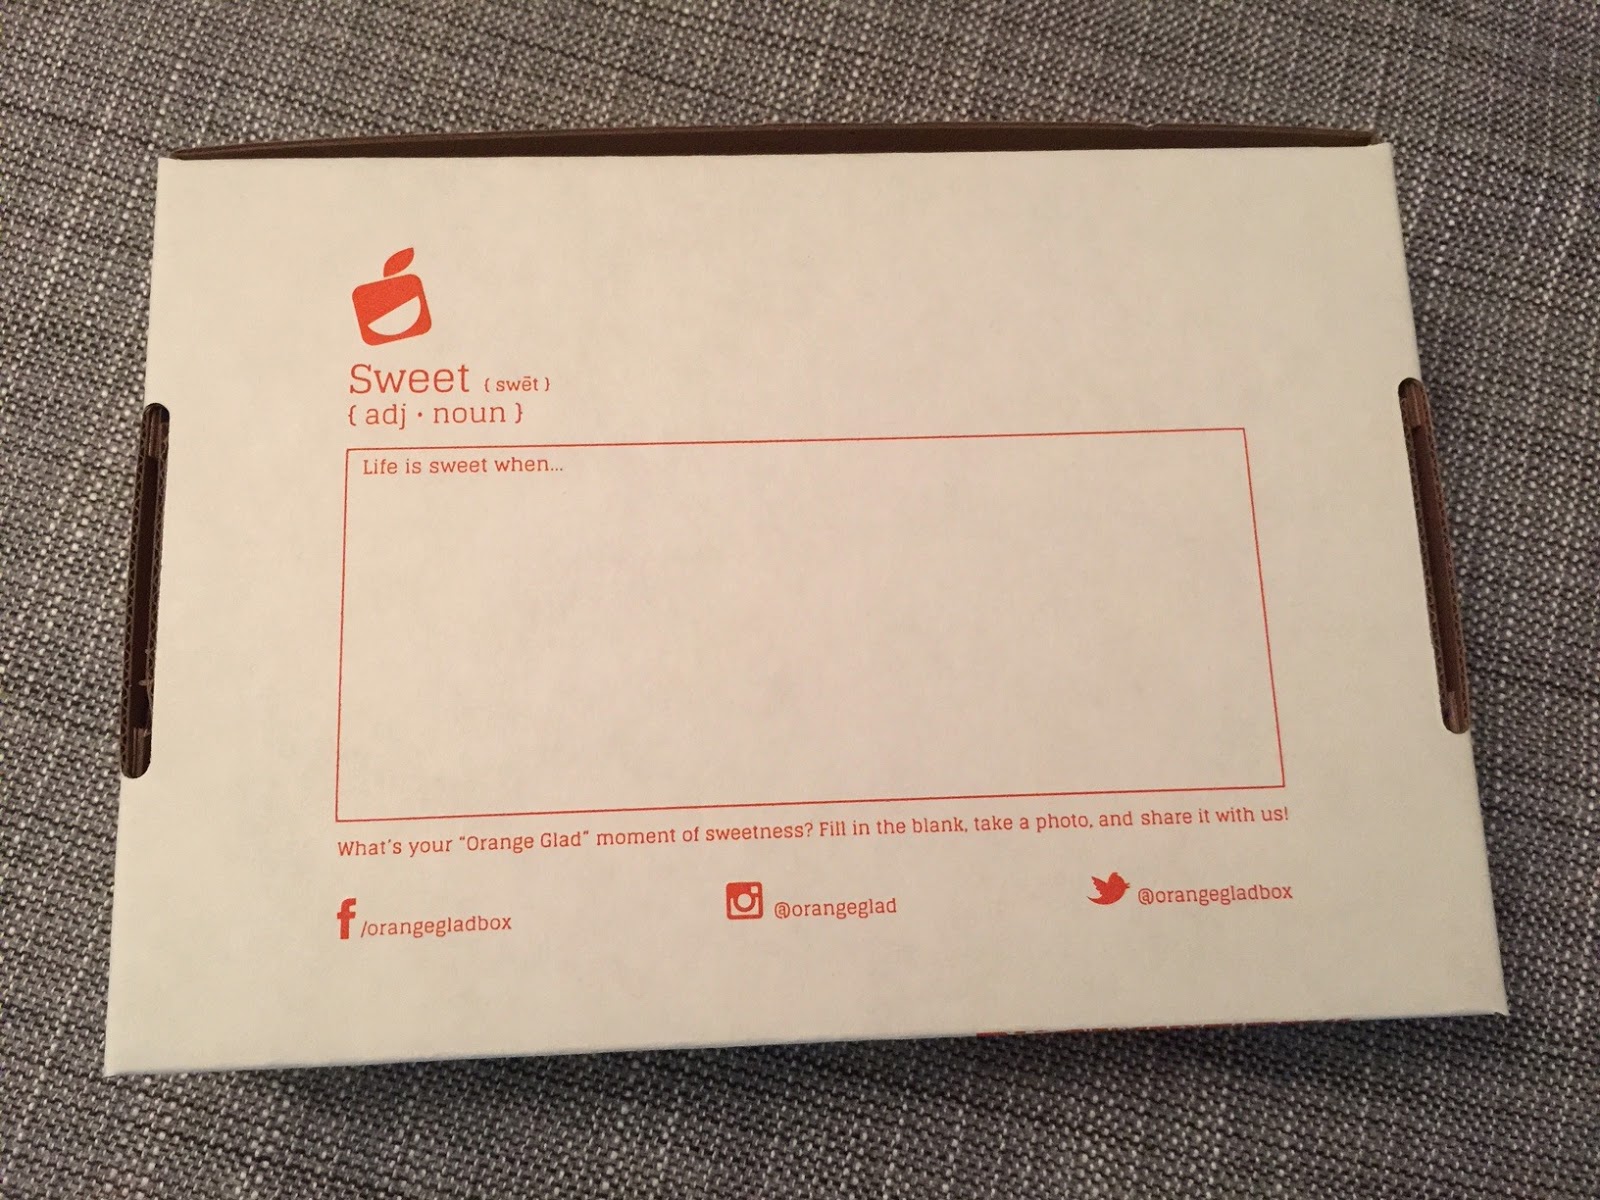 Sweet { swēt }
{ adj · noun }
Life is sweet when...
What's your "Orange Glad" moment of sweetness? Fill in the blank, take a photo, and share it with us!
/orangegladbox
@orangeglad
@orangegladbox